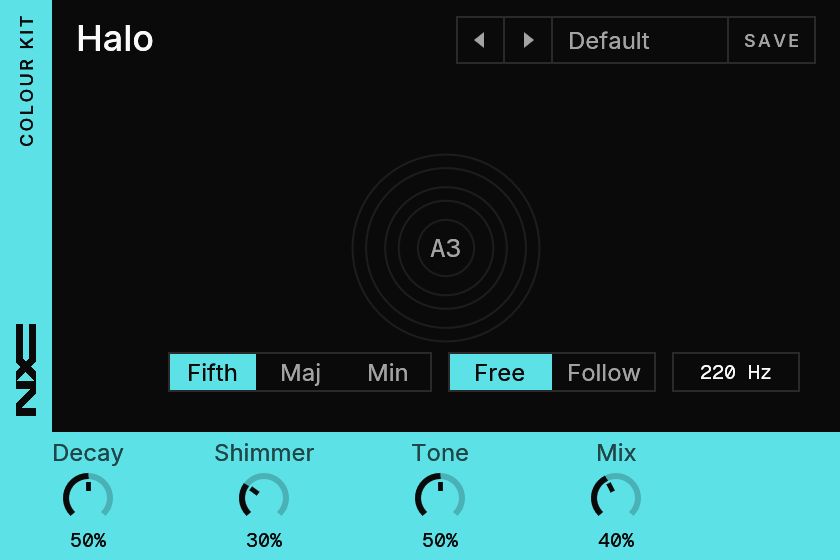 COLOUR KIT
NXE
Halo
Default
SAVE
A3
Fifth Maj Min
Free Follow
220 Hz
Decay Shimmer Tone Mix
50% 30% 50% 40%